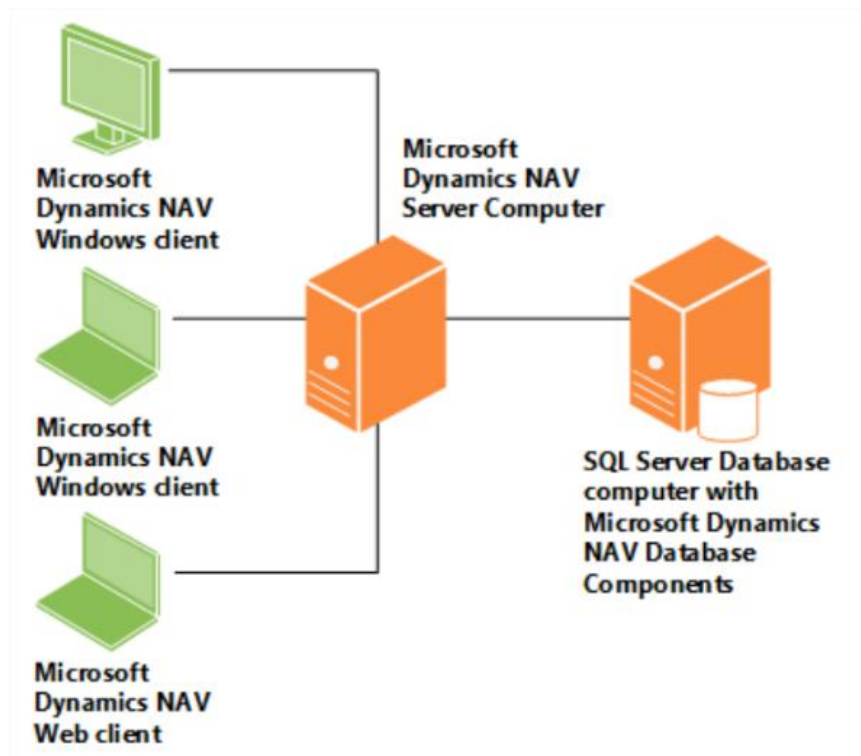 Microsoft
Dynamics NAV
Windows client
Microsoft
Dynamics NAV
Server Computer
Microsoft
Dynamics NAV
Windows client
SQL Server Database
computer with
Microsoft Dynamics
NAV Database
Components
Microsoft
Dynamics NAV
Web client